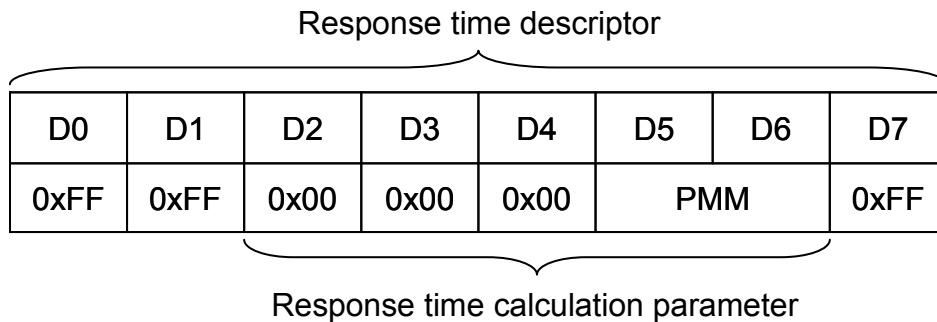 Response time descriptor
D0 D1 D2 D3 D4 D5 D6 D7
0xFF 0xFF 0x00 0x00 0x00 PMM 0xFF
Response time calculation parameter